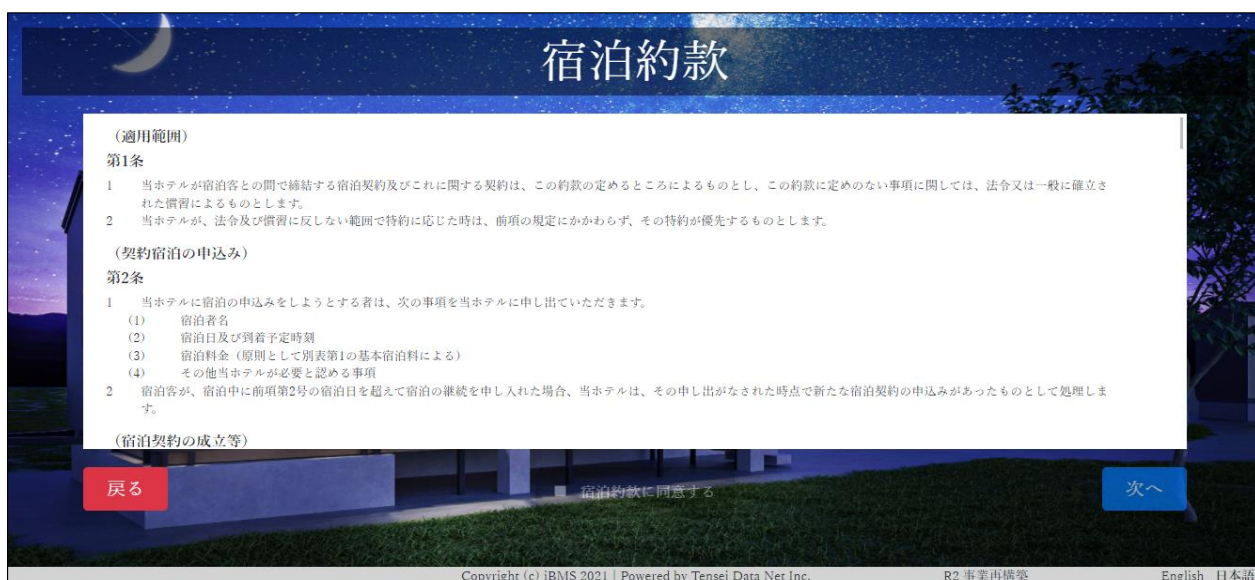 宿泊約款
（適用範囲）
第1条
1 当ホテルが宿泊客との間で締結する宿泊契約及びこれに関する契約は、この約款の定めるところによるものとし、この約款に定めのない事項に関しては、法令又は一般に確立さ
れた慣習によるものとします。
2 当ホテルが、法令及び慣習に反しない範囲で特約に応じた時は、前項の規定にかかわらず、その特約が優先するものとします。
（契約宿泊の申込み）
第2条
1 当ホテルに宿泊の申込みをしようとする者は、次の事項を当ホテルに申し出ていただきます。
(1) 宿泊者名
(2) 宿泊日及び到着予定時刻
(3) 宿泊料金（原則として別表第1の基本宿泊料による）
(4) その他当ホテルが必要と認める事項
2 宿泊客が、宿泊中に前項第2号の宿泊日を超えて宿泊の継続を申し入れた場合、当ホテルは、その申し出がなされた時点で新たな宿泊契約の申込みがあったものとして処理しま
す。
（宿泊契約の成立等）
戻る
宿泊約款に同意する
次へ
Copyright (c) iBMS 2021 | Powered by Tensei Data Net Inc. R2 事業再構築 English 日本語